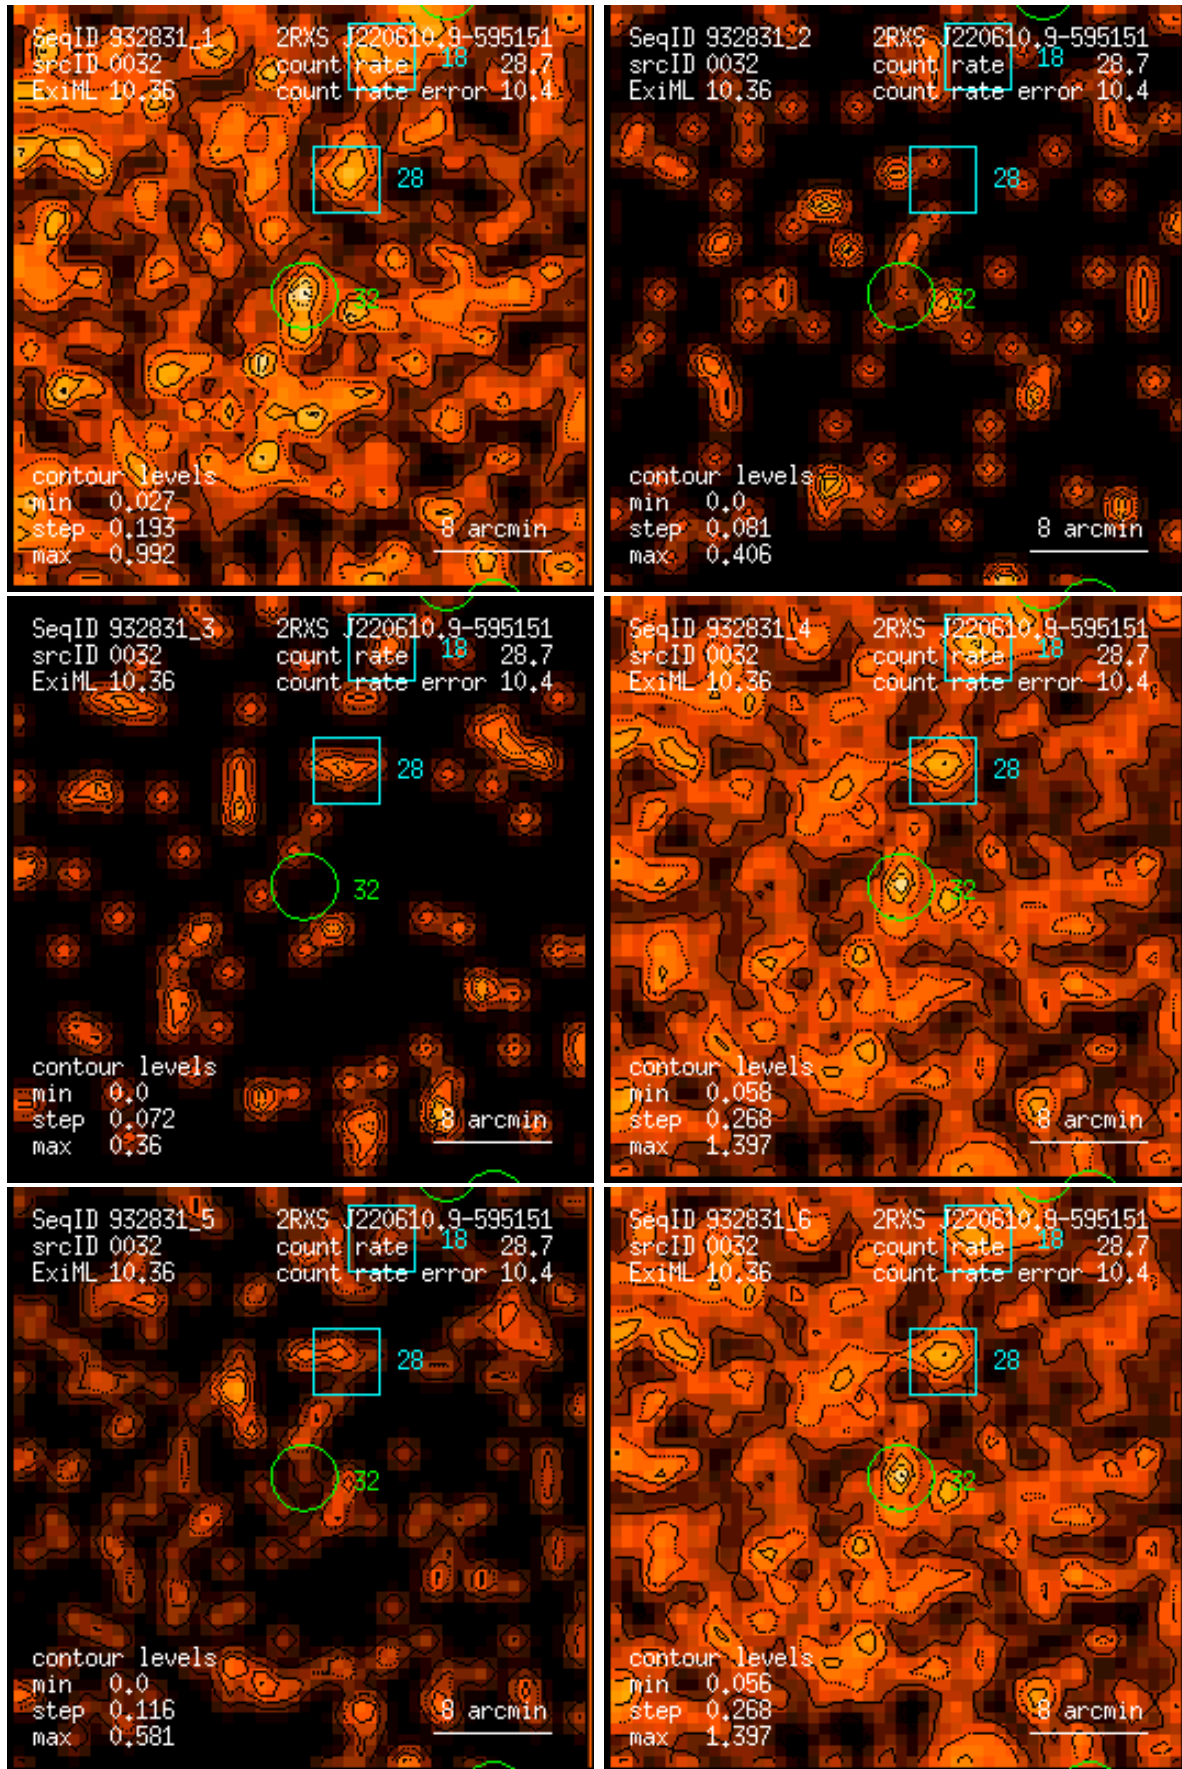 SeqID 932831_1 2RXS J220610.9-595151
srcID 0032 count rate 18 28.7
ExiML 10.36 count rate error 10.4
28
32
contour levels
min 0.027
step 0.193 8 arcmin
max 0.992
SeqID 932831_2 2RXS J220610.9-595151
srcID 0032 count rate 18 28.7
ExiML 10.36 count rate error 10.4
28
32
contour levels
min 0.0
step 0.081 8 arcmin
max 0.406
SeqID 932831_3 2RXS J220610.9-595151
srcID 0032 count rate 18 28.7
ExiML 10.36 count rate error 10.4
28
32
contour levels
min 0.0
step 0.072 8 arcmin
max 0.36
SeqID 932831_4 2RXS J220610.9-595151
srcID 0032 count rate 18 28.7
ExiML 10.36 count rate error 10.4
28
32
contour levels
min 0.058
step 0.268 8 arcmin
max 1.397
SeqID 932831_5 2RXS J220610.9-595151
srcID 0032 count rate 18 28.7
ExiML 10.36 count rate error 10.4
28
32
contour levels
min 0.0
step 0.116 8 arcmin
max 0.581
SeqID 932831_6 2RXS J220610.9-595151
srcID 0032 count rate 18 28.7
ExiML 10.36 count rate error 10.4
28
32
contour levels
min 0.056
step 0.268 8 arcmin
max 1.397